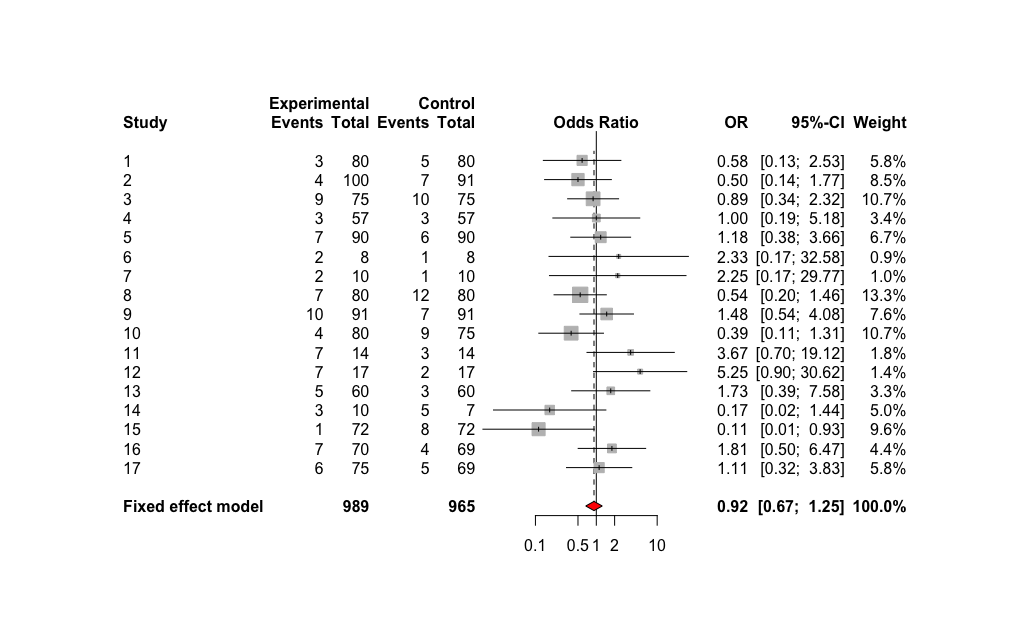 Experimental Control
Study Events Total Events Total Odds Ratio OR 95%-CI Weight
1 3 80 5 80 0.58 [0.13; 2.53] 5.8%
2 4 100 7 91 0.50 [0.14; 1.77] 8.5%
3 9 75 10 75 0.89 [0.34; 2.32] 10.7%
4 3 57 3 57 1.00 [0.19; 5.18] 3.4%
5 7 90 6 90 1.18 [0.38; 3.66] 6.7%
6 2 8 1 8 2.33 [0.17; 32.58] 0.9%
7 2 10 1 10 2.25 [0.17; 29.77] 1.0%
8 7 80 12 80 0.54 [0.20; 1.46] 13.3%
9 10 91 7 91 1.48 [0.54; 4.08] 7.6%
10 4 80 9 75 0.39 [0.11; 1.31] 10.7%
11 7 14 3 14 3.67 [0.70; 19.12] 1.8%
12 7 17 2 17 5.25 [0.90; 30.62] 1.4%
13 5 60 3 60 1.73 [0.39; 7.58] 3.3%
14 3 10 5 7 0.17 [0.02; 1.44] 5.0%
15 1 72 8 72 0.11 [0.01; 0.93] 9.6%
16 7 70 4 69 1.81 [0.50; 6.47] 4.4%
17 6 75 5 69 1.11 [0.32; 3.83] 5.8%
Fixed effect model 989 965 0.92 [0.67; 1.25] 100.0%
0.1 0.5 1 2 10